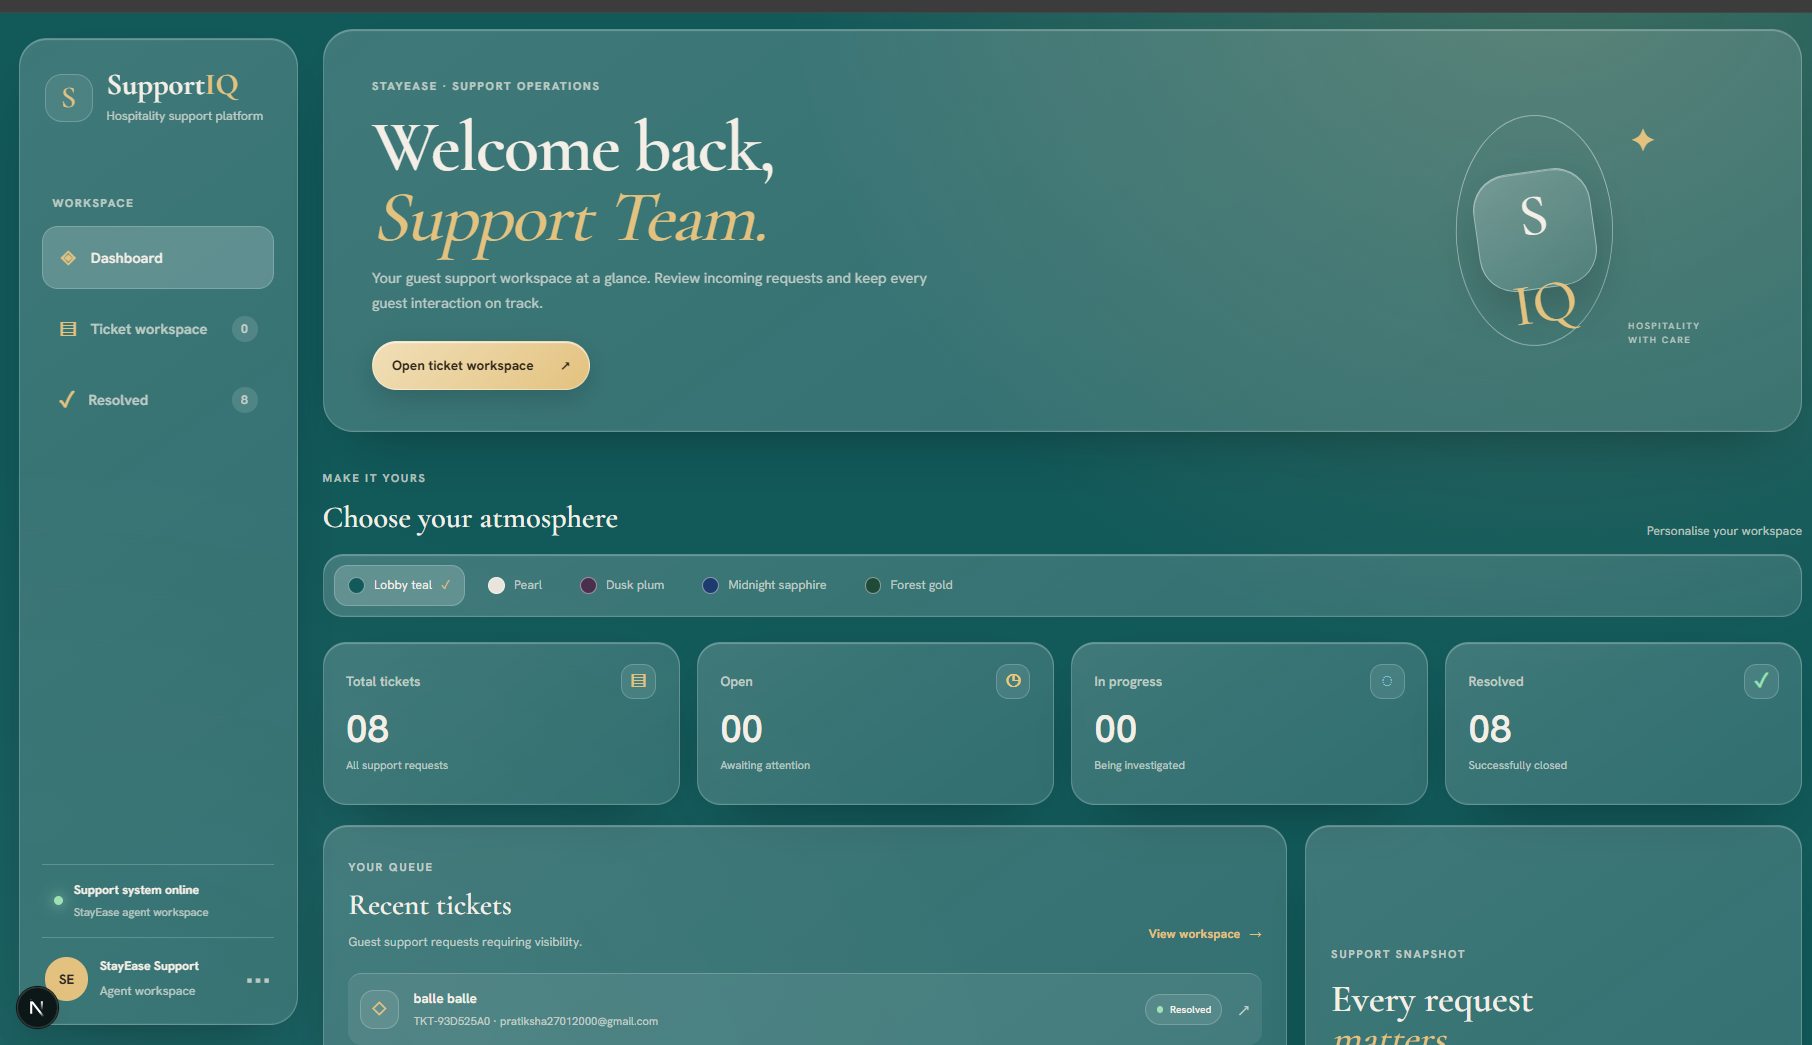 S
SupportIQ
Hospitality support platform
WORKSPACE
Dashboard
Ticket workspace 0
Resolved 8
Support system online
StayEase agent workspace
SE
StayEase Support
Agent workspace
N
STAYEASE · SUPPORT OPERATIONS
Welcome back,
Support Team.
Your guest support workspace at a glance. Review incoming requests and keep every
guest interaction on track.
Open ticket workspace ↗
S
IQ
HOSPITALITY
WITH CARE
MAKE IT YOURS
Choose your atmosphere
Personalise your workspace
Lobby teal ✓ Pearl Dusk plum Midnight sapphire Forest gold
Total tickets
08
All support requests
Open
00
Awaiting attention
In progress
00
Being investigated
Resolved
08
Successfully closed
YOUR QUEUE
Recent tickets
Guest support requests requiring visibility.
View workspace →
balle balle
TKT-93D525A0 · pratiksha27012000@gmail.com
Resolved ↗
SUPPORT SNAPSHOT
Every request
matters